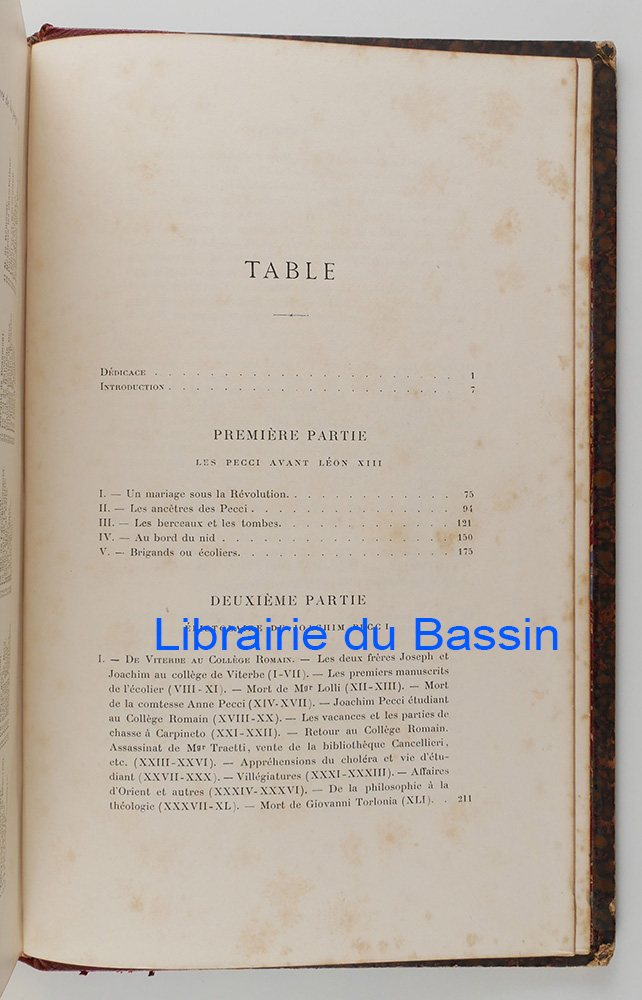 TABLE
DÉDICACE . . . . . . . . . . . . . . . . . . . . . . . 1
INTRODUCTION . . . . . . . . . . . . . . . . . . . . . 7
PREMIÈRE PARTIE
LES PECCI AVANT LÉON XIII
I. — Un mariage sous la Révolution. . . . . . . . . . . . . 75
II. — Les ancêtres des Pecci . . . . . . . . . . . . . . . 94
III. — Les berceaux et les tombes. . . . . . . . . . . . . 121
IV. — Au bord du nid . . . . . . . . . . . . . . . . . 150
V. — Brigands ou écoliers. . . . . . . . . . . . . . . . 175
DEUXIÈME PARTIE
DE JOACHIM PECCI
Librairie du Bassin
I. — DE VITERBE AU COLLÈGE ROMAIN. — Les deux frères Joseph et
Joachim au collège de Viterbe (I-VII). — Les premiers manuscrits
de l'écolier (VIII-XI). — Mort de Mgr Lolli (XII-XIII). — Mort
de la comtesse Anne Pecci (XIV-XVII). — Joachim Pecci étudiant
au Collège Romain (XVIII-XX). — Les vacances et les parties de
chasse à Carpineto (XXI-XXII). — Retour au Collège Romain.
Assassinat de Mgr Traetti, vente de la bibliothèque Cancellieri,
etc. (XXIII-XXVI). — Appréhensions du choléra et vie d'étu-
diant (XXVII-XXX). — Villégiatures (XXXI-XXXIII). — Affaires
d'Orient et autres (XXXIV-XXXVI). — De la philosophie à la
théologie (XXXVII-XL). — Mort de Giovanni Torlonia (XLI). . 211